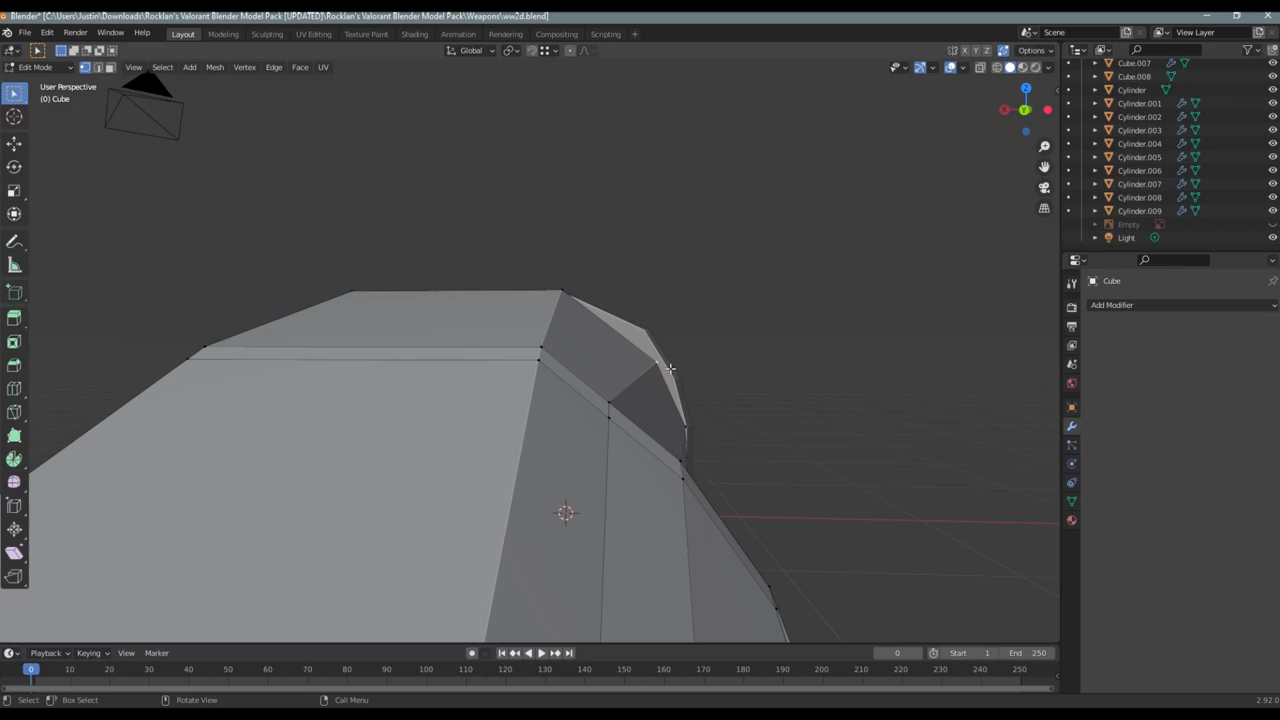 Blender* [C:\Users\Justin\Downloads\Rocklan's Valorant Blender Model Pack [UPDATED]\Rocklan's Valorant Blender Model Pack\Weapons\ww2d.blend]
File Edit Render Window Help Layout Modeling Sculpting UV Editing Texture Paint Shading Animation Rendering Compositing Scripting + Scene View Layer
Global X Y Z Options
Edit Mode View Select Add Mesh Vertex Edge Face UV
User Perspective
(0) Cube
Z
X
Y
Cube.007
Cube.008
Cylinder
Cylinder.001
Cylinder.002
Cylinder.003
Cylinder.004
Cylinder.005
Cylinder.006
Cylinder.007
Cylinder.008
Cylinder.009
Empty
Light
Cube
Add Modifier
Playback Keying View Marker 0 Start 1 End 250
0 10 20 30 40 50 60 70 80 90 100 110 120 130 140 150 160 170 180 190 200 210 220 230 240 250
Select Box Select Rotate View Call Menu 2.92.0